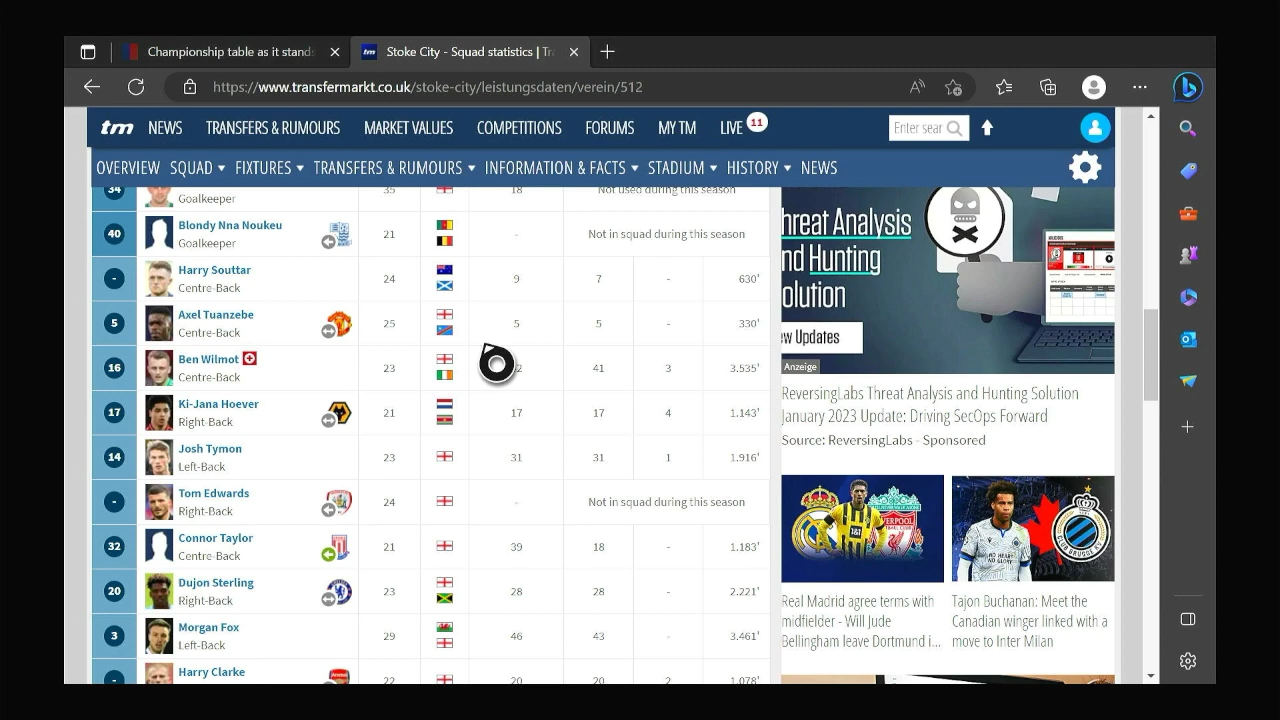 Championship table as it stands
tm Stoke City - Squad statistics | Tr
https://www.transfermarkt.co.uk/stoke-city/leistungsdaten/verein/512
tm NEWS TRANSFERS & RUMOURS MARKET VALUES COMPETITIONS FORUMS MY TM LIVE 11 Enter sear
OVERVIEW SQUAD FIXTURES TRANSFERS & RUMOURS INFORMATION & FACTS STADIUM HISTORY NEWS
34 Goalkeeper 35 18 Not used during this season
40 Blondy Nna Noukeu 21 - Not in squad during this season
Goalkeeper
- Harry Souttar 24 9 7 - 630'
Centre-Back
5 Axel Tuanzebe 25 5 5 - 330'
Centre-Back
16 Ben Wilmot 23 2 41 3 3.535'
Centre-Back
17 Ki-Jana Hoever 21 17 17 4 1.143'
Right-Back
14 Josh Tymon 23 31 31 1 1.916'
Left-Back
- Tom Edwards 24 - Not in squad during this season
Right-Back
32 Connor Taylor 21 39 18 - 1.183'
Centre-Back
20 Dujon Sterling 23 28 28 - 2.221'
Right-Back
3 Morgan Fox 29 46 43 - 3.461'
Left-Back
- Harry Clarke 22 20 20 2 1.078'
hreat Analysis
nd Hunting
olution
ew Updates
Anzeige
ReversingLabs Threat Analysis and Hunting Solution
January 2023 Update: Driving SecOps Forward
Source: ReversingLabs - Sponsored
Real Madrid agree terms with
midfielder - Will Jude
Bellingham leave Dortmund i...
Tajon Buchanan: Meet the
Canadian winger linked with a
move to Inter Milan